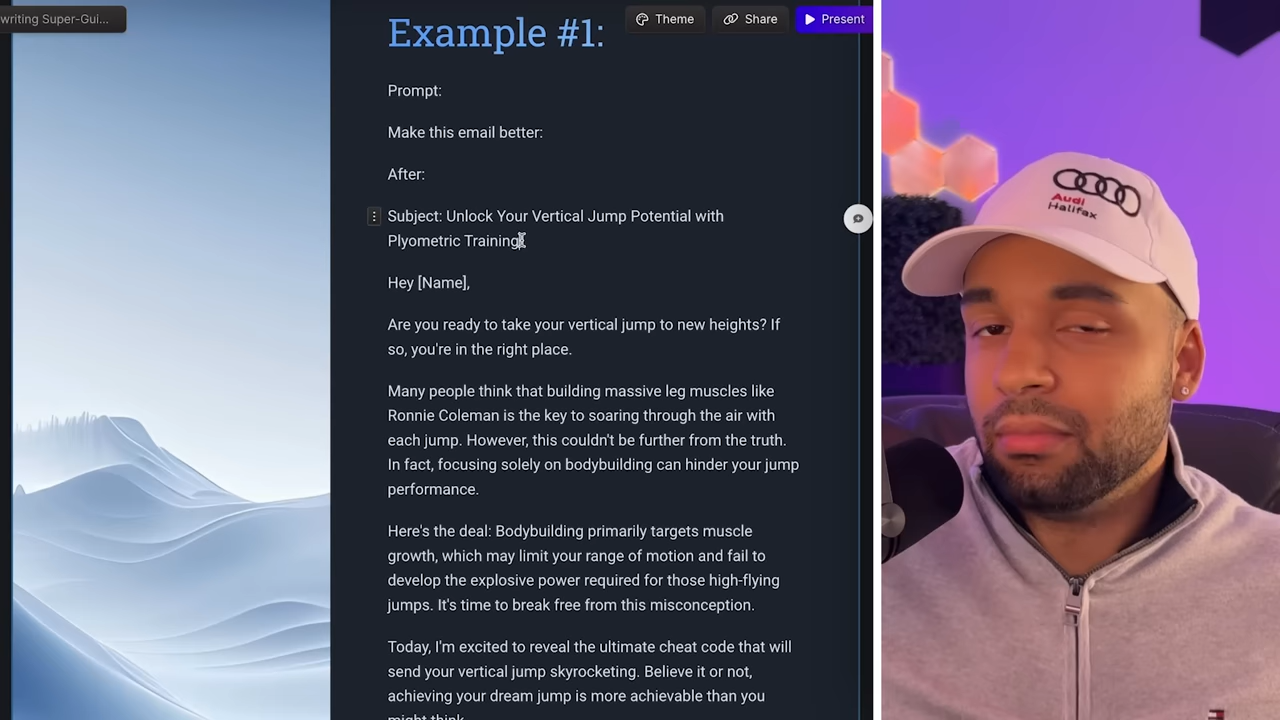 writing Super-Gui...
Theme
Share
Present
Example #1:
Prompt:
Make this email better:
After:
Subject: Unlock Your Vertical Jump Potential with
Plyometric Training
Hey [Name],
Are you ready to take your vertical jump to new heights? If
so, you're in the right place.
Many people think that building massive leg muscles like
Ronnie Coleman is the key to soaring through the air with
each jump. However, this couldn't be further from the truth.
In fact, focusing solely on bodybuilding can hinder your jump
performance.
Here's the deal: Bodybuilding primarily targets muscle
growth, which may limit your range of motion and fail to
develop the explosive power required for those high-flying
jumps. It's time to break free from this misconception.
Today, I'm excited to reveal the ultimate cheat code that will
send your vertical jump skyrocketing. Believe it or not,
achieving your dream jump is more achievable than you
might think.
Audi
Halifax